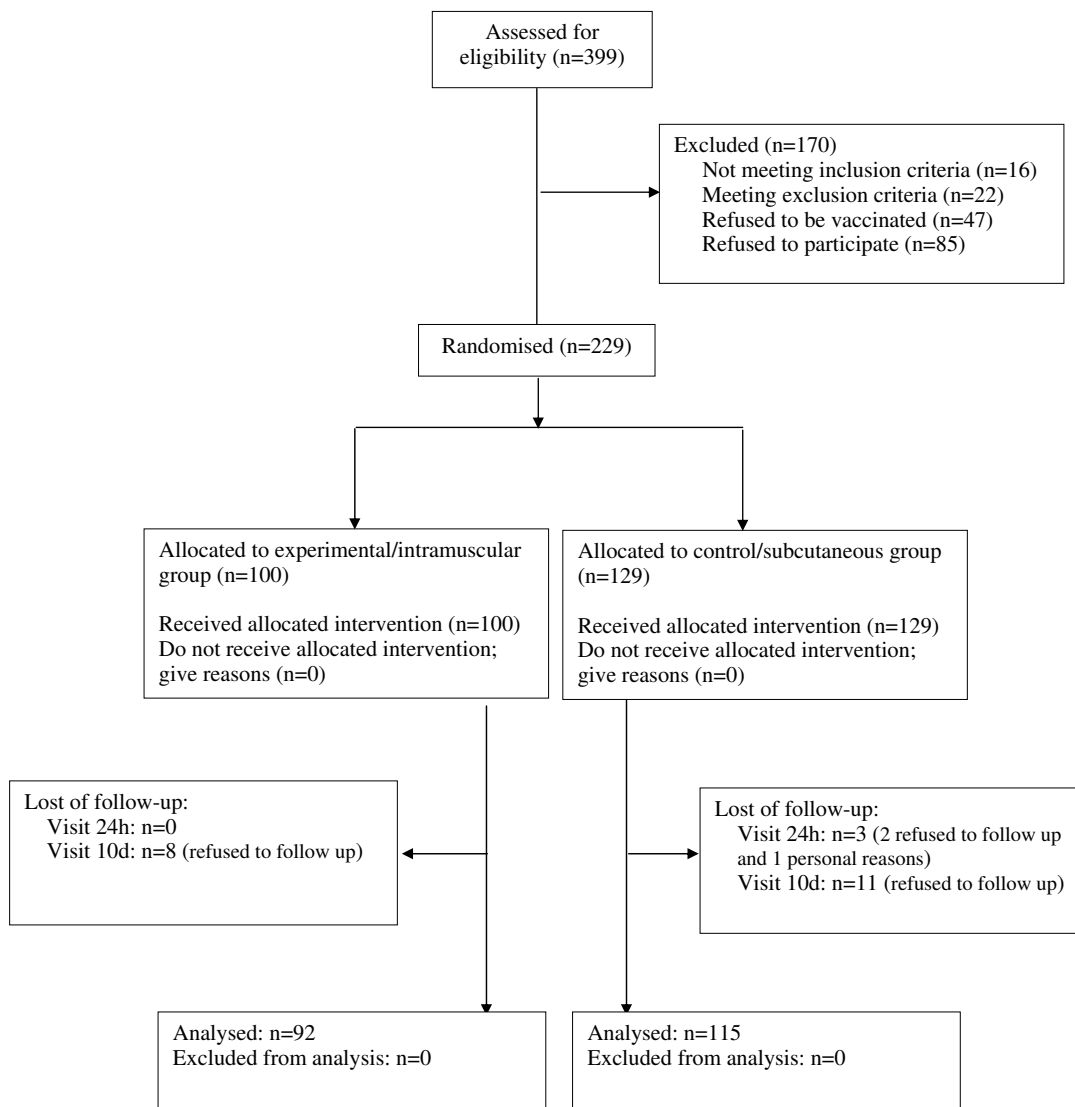 Assessed for
eligibility (n=399)
Excluded (n=170)
Not meeting inclusion criteria (n=16)
Meeting exclusion criteria (n=22)
Refused to be vaccinated (n=47)
Refused to participate (n=85)
Randomised (n=229)
Allocated to experimental/intramuscular
group (n=100)
Received allocated intervention (n=100)
Do not receive allocated intervention;
give reasons (n=0)
Allocated to control/subcutaneous group
(n=129)
Received allocated intervention (n=129)
Do not receive allocated intervention;
give reasons (n=0)
Lost of follow-up:
Visit 24h: n=0
Visit 10d: n=8 (refused to follow up)
Lost of follow-up:
Visit 24h: n=3 (2 refused to follow up
and 1 personal reasons)
Visit 10d: n=11 (refused to follow up)
Analysed: n=92
Excluded from analysis: n=0
Analysed: n=115
Excluded from analysis: n=0